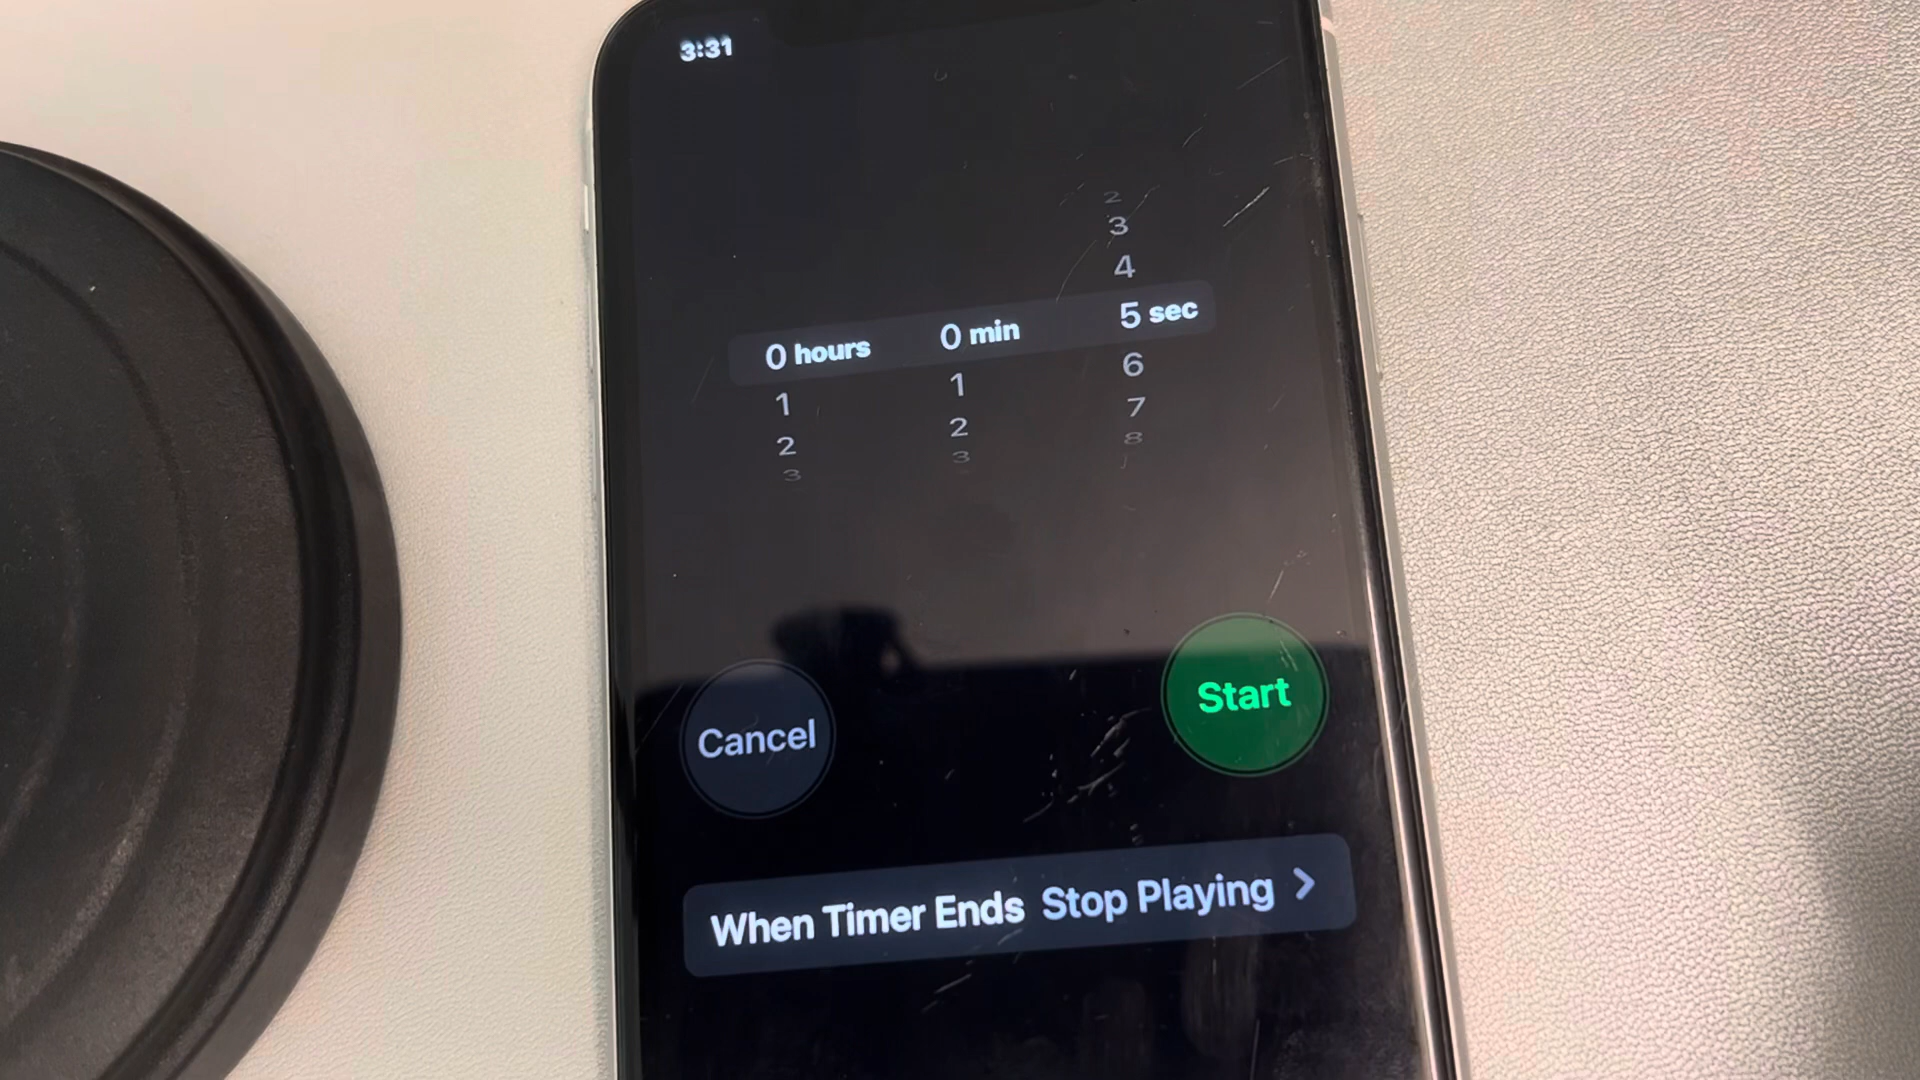 3:31
2
3
4
0 hours 0 min 5 sec
1 1 6
2 2 7
3 3 8
Cancel Start
When Timer Ends Stop Playing >